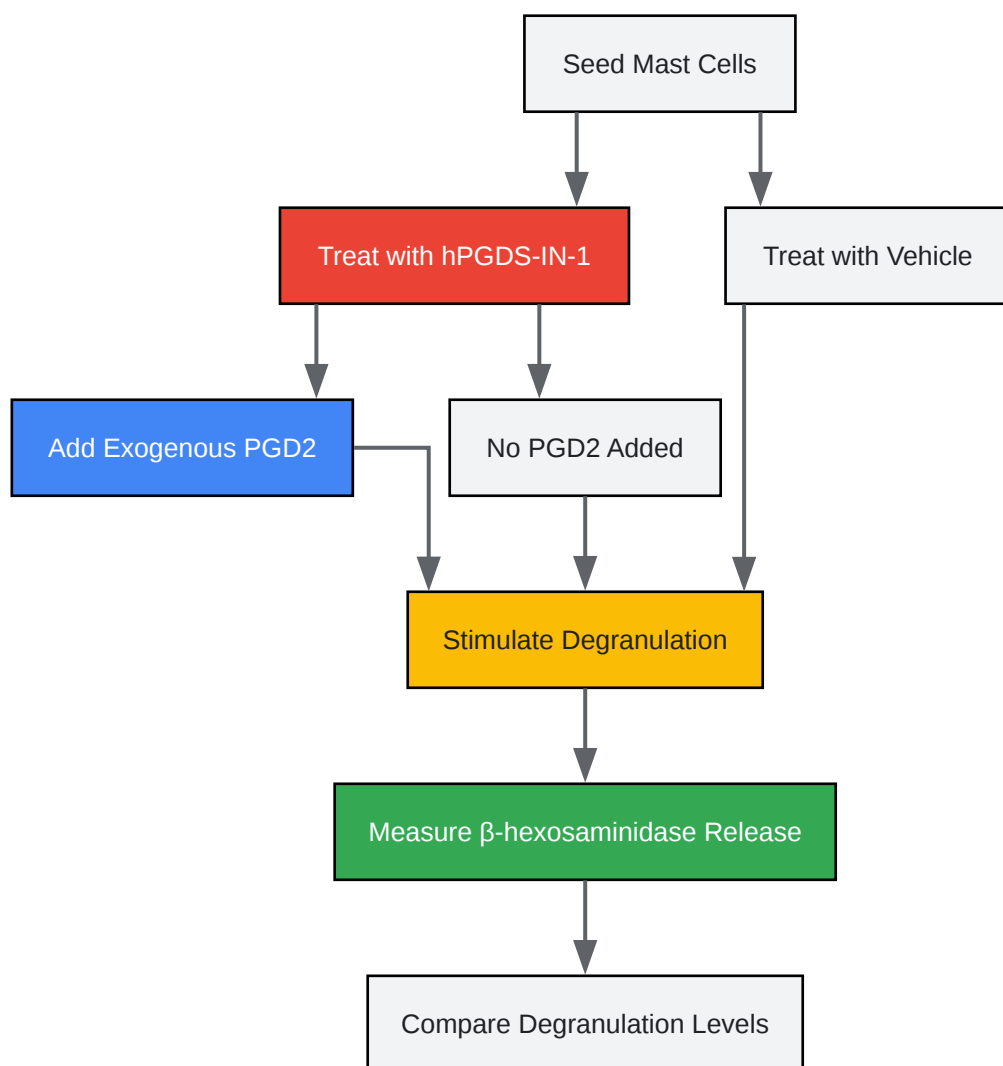 Seed Mast Cells
Treat with hPGDS-IN-1
Treat with Vehicle
Add Exogenous PGD2
No PGD2 Added
Stimulate Degranulation
Measure β-hexosaminidase Release
Compare Degranulation Levels